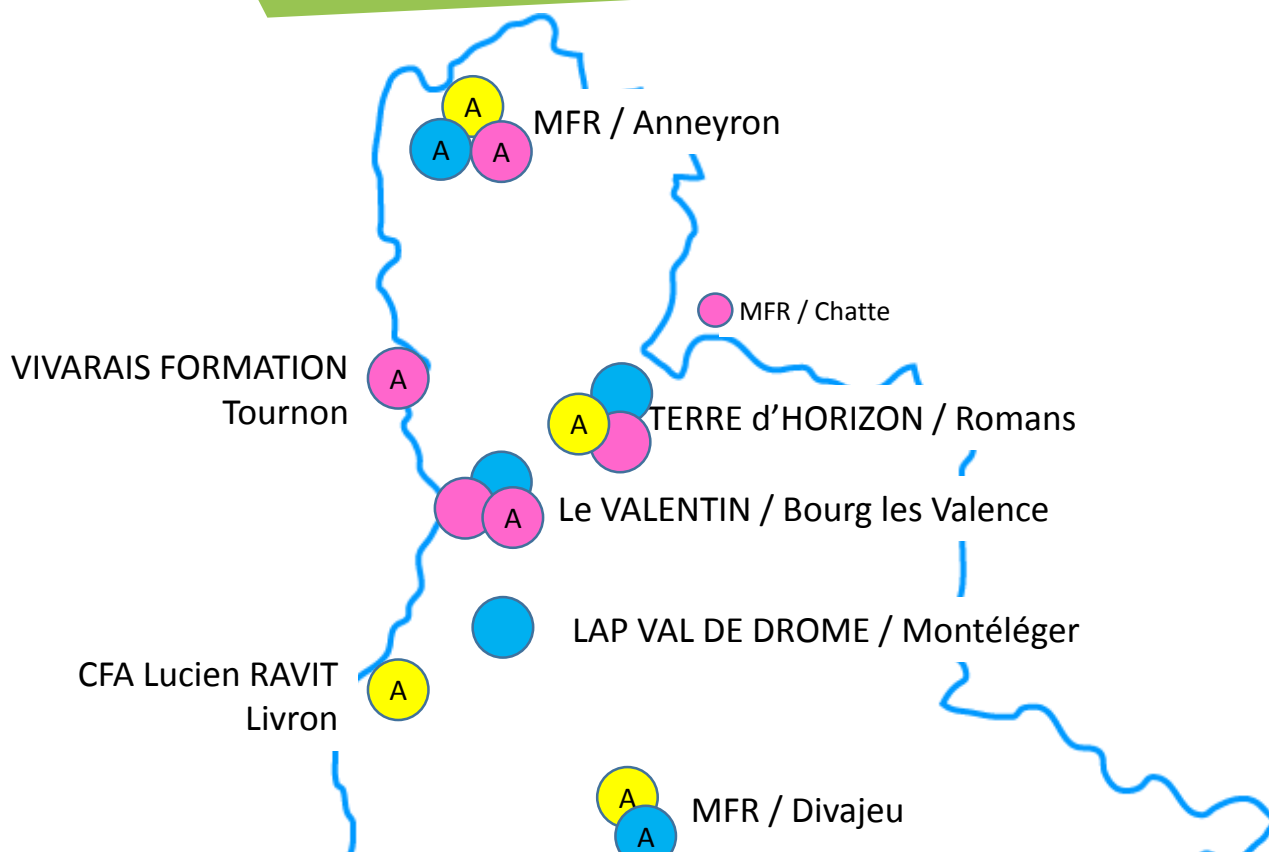 A
MFR / Anneyron
A A
MFR / Chatte
VIVARAIS FORMATION
Tournon
A
A
TERRE d'HORIZON / Romans
Le VALENTIN / Bourg les Valence
A
LAP VAL DE DROME / Montéléger
CFA Lucien RAVIT
Livron
A
A
MFR / Divajeu
A